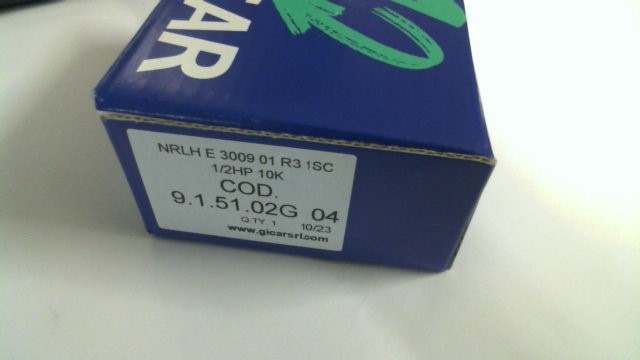 CAR
NRLH E 3009 01 R3 1SC
1/2HP 10K
COD.
9.1.51.02G 04
Q.TY. 1 10/23
www.gicarsrl.com